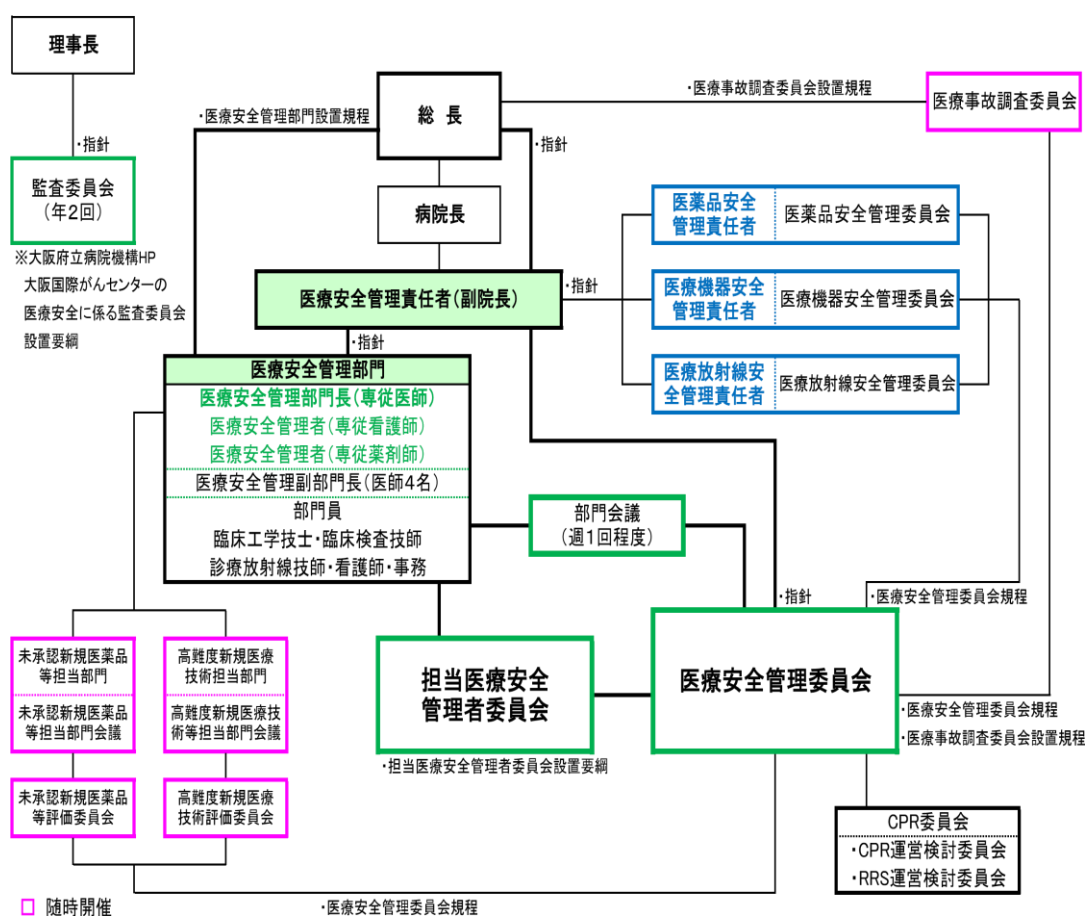 理事長
・指針
監査委員会
（年2回）
※大阪府立病院機構HP
大阪国際がんセンターの
医療安全に係る監査委員会
設置要綱
総 長
・医療安全管理部門設置規程
・指針
・医療事故調査委員会設置規程
医療事故調査委員会
病院長
医療安全管理責任者（副院長）
・指針
・指針
医薬品安全
管理責任者
医薬品安全管理委員会
医療機器安全
管理責任者
医療機器安全管理委員会
医療放射線安
全管理責任者
医療放射線安全管理委員会
医療安全管理部門
医療安全管理部門長（専従医師）
医療安全管理者（専従看護師）
医療安全管理者（専従薬剤師）
医療安全管理副部門長（医師4名）
部門員
臨床工学技士・臨床検査技師
診療放射線技師・看護師・事務
部門会議
（週1回程度）
・指針
・医療安全管理委員会規程
未承認新規医薬品
等担当部門
未承認新規医薬品
等担当部門会議
高難度新規医療
技術担当部門
高難度新規医療技
術等担当部門会議
未承認新規医薬品
等評価委員会
高難度新規医療
技術評価委員会
担当医療安全
管理者委員会
・担当医療安全管理者委員会設置要綱
医療安全管理委員会
・医療安全管理委員会規程
・医療事故調査委員会設置規程
CPR委員会
・CPR運営検討委員会
・RRS運営検討委員会
□ 随時開催
・医療安全管理委員会規程